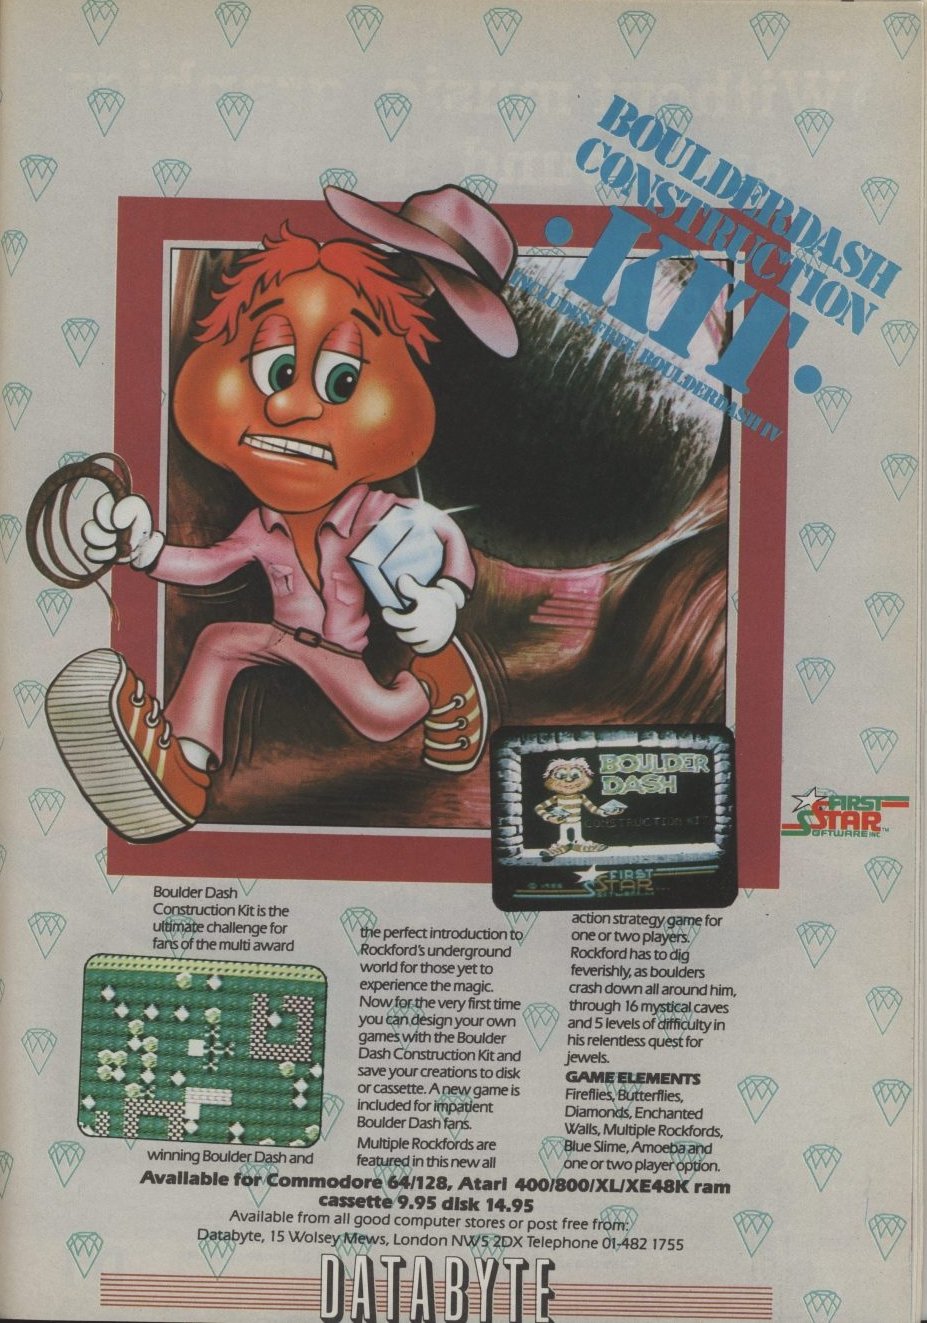 BOULDERDASH
CONSTRUCTION
• KIT •
INCLUDES FREE BOULDERDASH IV
BOULDER
DASH
CONSTRUCTION KIT
FIRST
STAR
FIRST
STAR
SOFTWARE INC™
Boulder Dash
Construction Kit is the
ultimate challenge for
fans of the multi award
winning Boulder Dash and
the perfect introduction to
Rockford's underground
world for those yet to
experience the magic.
Now for the very first time
you can design your own
games with the Boulder
Dash Construction Kit and
save your creations to disk
or cassette. A new game is
included for impatient
Boulder Dash fans.
Multiple Rockfords are
featured in this new all
action strategy game for
one or two players.
Rockford has to dig
feverishly, as boulders
crash down all around him,
through 16 mystical caves
and 5 levels of difficulty in
his relentless quest for
jewels.
GAME ELEMENTS
Fireflies, Butterflies,
Diamonds, Enchanted
Walls, Multiple Rockfords,
Blue Slime, Amoeba and
one or two player option.
Available for Commodore 64/128, Atari 400/800/XL/XE48K ram
cassette 9.95 disk 14.95
Available from all good computer stores or post free from:
Databyte, 15 Wolsey Mews, London NW5 2DX Telephone 01-482 1755
DATABYTE